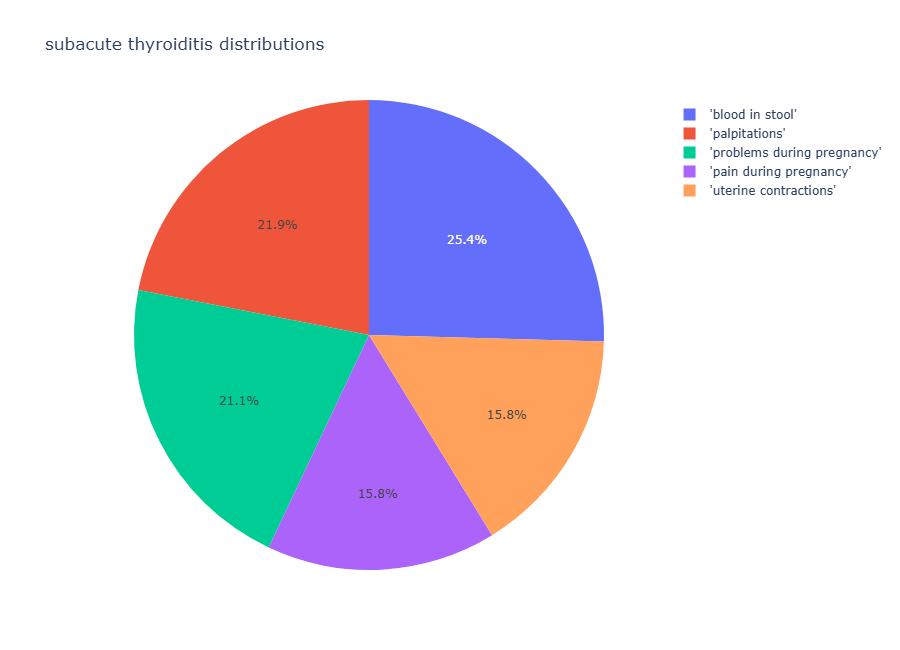 subacute thyroiditis distributions
'blood in stool'
'palpitations'
'problems during pregnancy'
'pain during pregnancy'
'uterine contractions'
21.9%
25.4%
21.1%
15.8%
15.8%